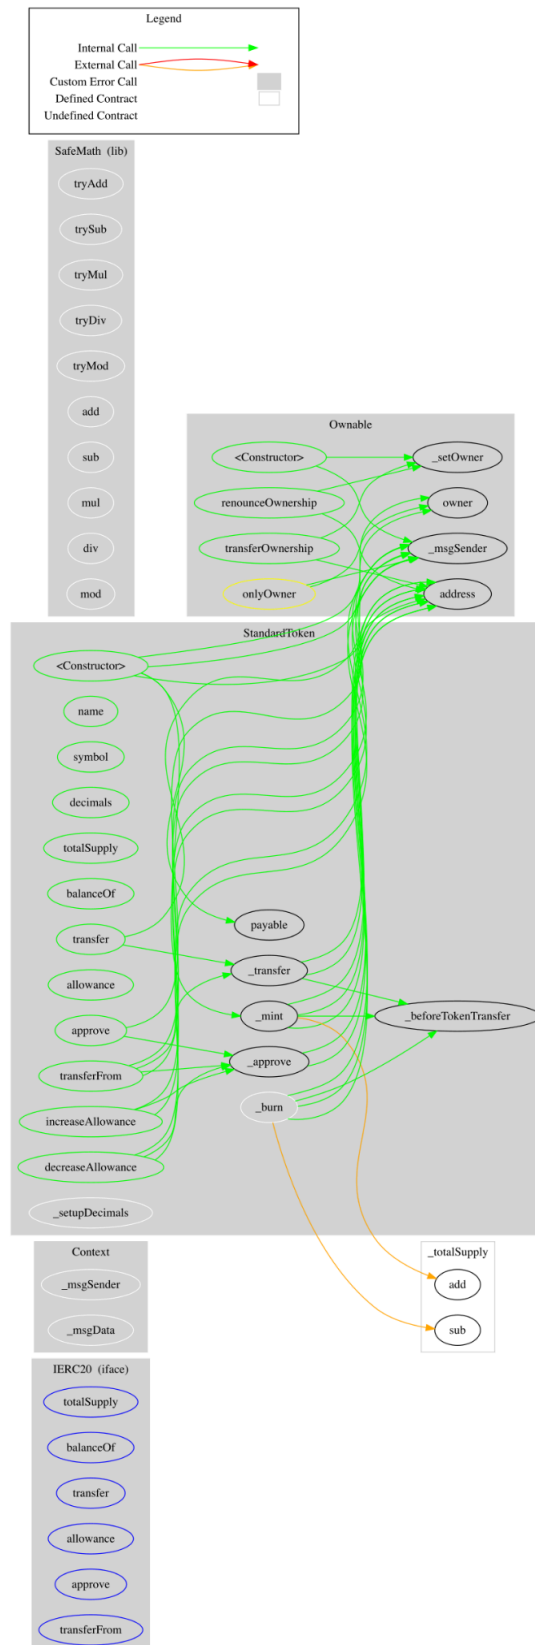 Legend
Internal Call
External Call
Custom Error Call
Defined Contract
Undefined Contract
SafeMath (lib)
tryAdd
trySub
tryMul
tryDiv
tryMod
add
sub
mul
div
mod
Ownable
<Constructor>
_setOwner
renounceOwnership
owner
transferOwnership
_msgSender
onlyOwner
address
StandardToken
<Constructor>
name
symbol
decimals
totalSupply
balanceOf
transfer
allowance
approve
transferFrom
increaseAllowance
decreaseAllowance
_setupDecimals
payable
_transfer
_mint
_approve
_burn
_beforeTokenTransfer
Context
_msgSender
_msgData
_totalSupply
add
sub
IERC20 (iface)
totalSupply
balanceOf
transfer
allowance
approve
transferFrom